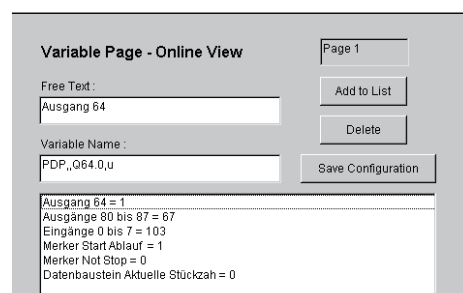 Variable Page - Online View
Page 1
Free Text :
Add to List
Ausgang 64
Delete
Variable Name :
PDP,,Q64.0,u
Save Configuration
Ausgang 64 = 1
Ausgänge 80 bis 87 = 67
Eingänge 0 bis 7 = 103
Merker Start Ablauf = 1
Merker Not Stop = 0
Datenbaustein Aktuelle Stückzah = 0